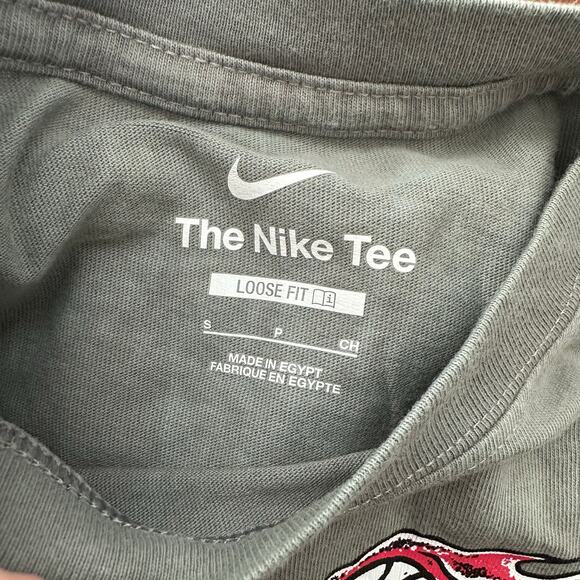 The Nike Tee
LOOSE FIT
S P CH
MADE IN EGYPT
FABRIQUE EN EGYPTE